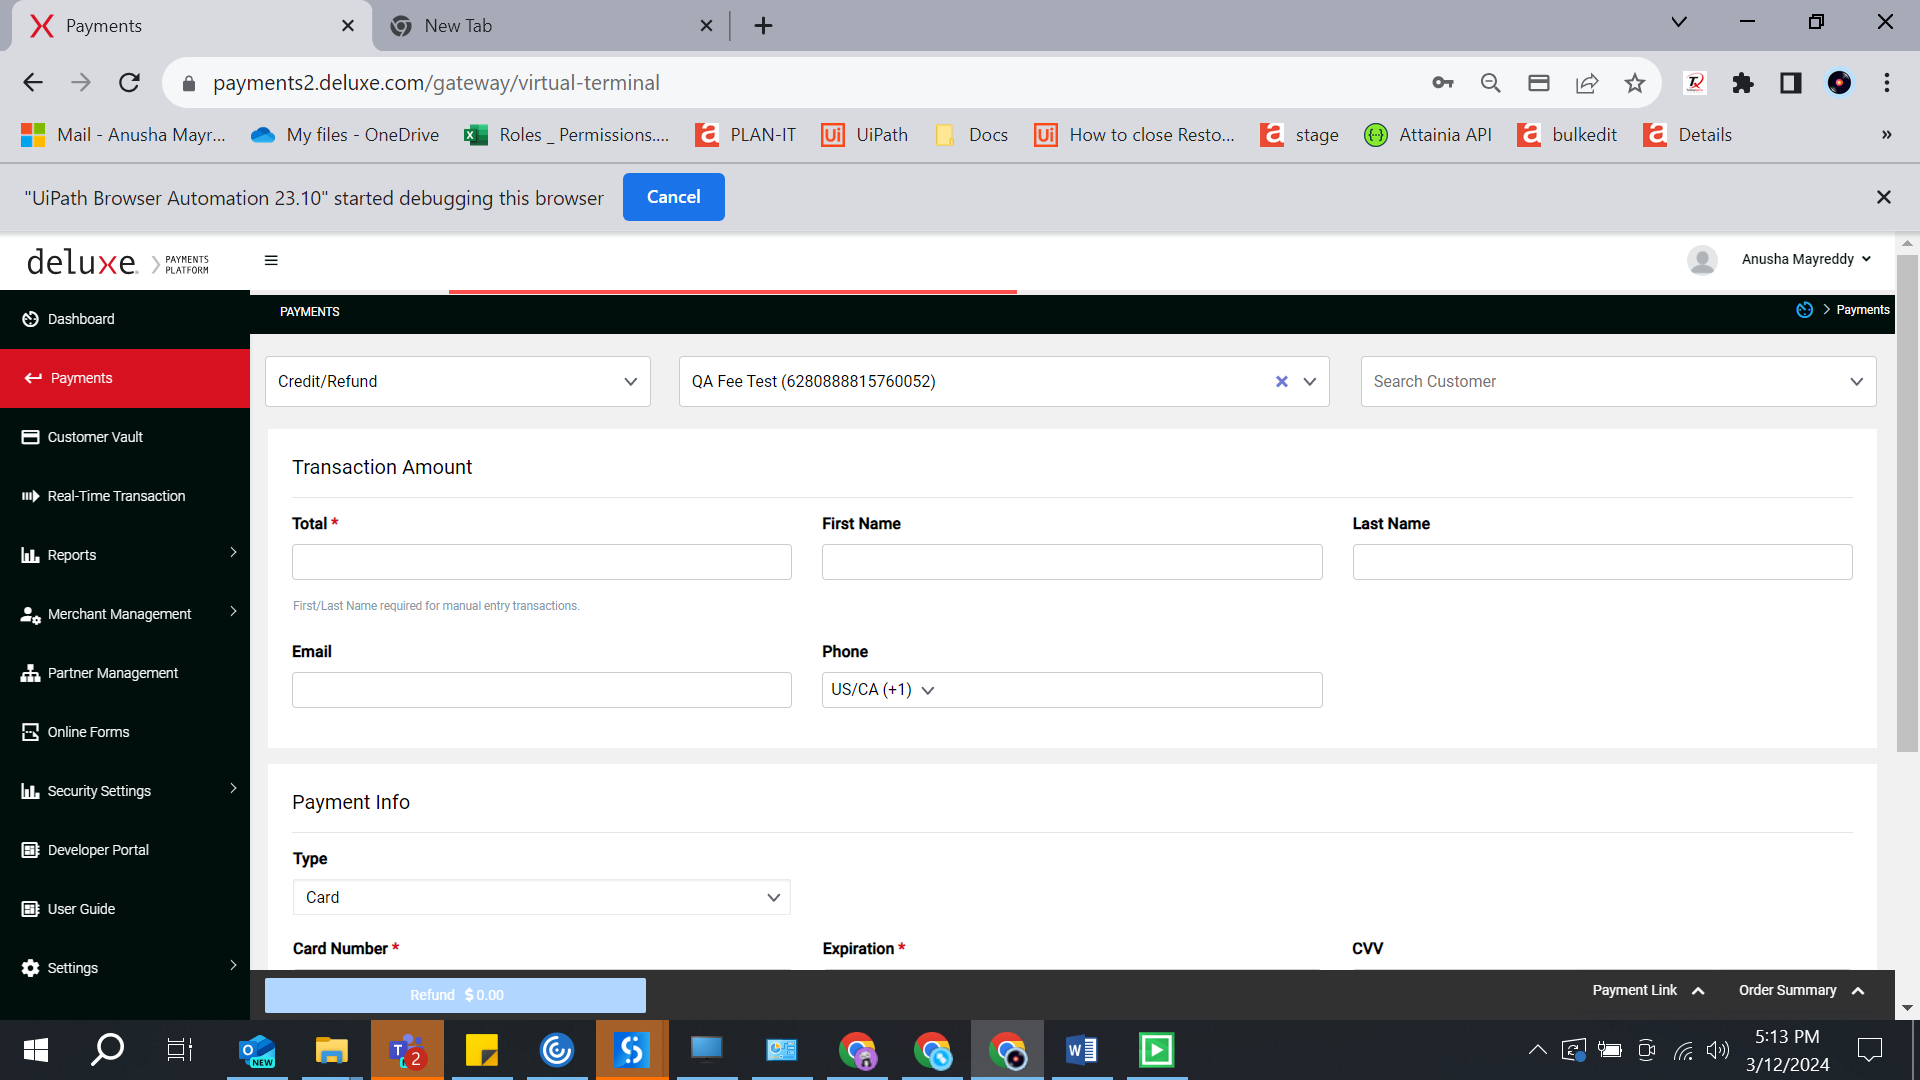 Payments
New Tab
payments2.deluxe.com/gateway/virtual-terminal
Mail - Anusha Mayr...
My files - OneDrive
Roles _ Permissions....
PLAN-IT
UiPath
Docs
How to close Resto...
stage
Attainia API
bulkedit
Details
»
"UiPath Browser Automation 23.10" started debugging this browser
Cancel
deluxe.
PAYMENTS
PLATFORM
Anusha Mayreddy
Dashboard
Payments
Customer Vault
Real-Time Transaction
Reports
Merchant Management
Partner Management
Online Forms
Security Settings
Developer Portal
User Guide
Settings
PAYMENTS
Payments
Credit/Refund
QA Fee Test (6280888815760052)
Search Customer
Transaction Amount
Total *
First Name
Last Name
First/Last Name required for manual entry transactions.
Email
Phone
US/CA (+1)
Payment Info
Type
Card
Card Number *
Expiration *
CVV
Refund $ 0.00
Payment Link
Order Summary
NEW
2
5:13 PM
3/12/2024